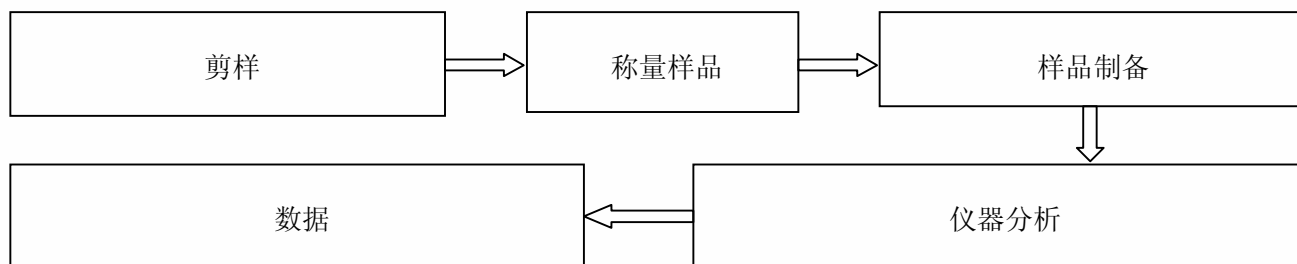 剪样
称量样品
样品制备
仪器分析
数据